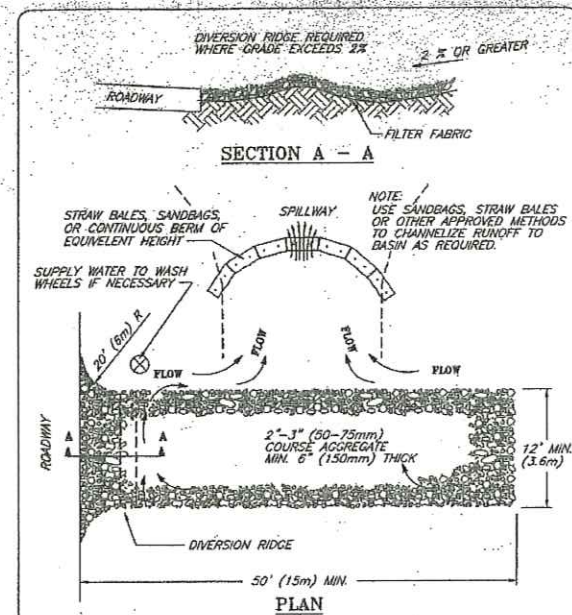 DIVERSION RIDGE REQUIRED
WHERE GRADE EXCEEDS 2%
2 % OR GREATER
ROADWAY
FILTER FABRIC
SECTION A - A
STRAW BALES, SANDBAGS,
OR CONTINUOUS BERM OF
EQUIVELENT HEIGHT
SPILLWAY
NOTE:
USE SANDBAGS, STRAW BALES
OR OTHER APPROVED METHODS
TO CHANNELIZE RUNOFF TO
BASIN AS REQUIRED.
SUPPLY WATER TO WASH
WHEELS IF NECESSARY
20' (6m) R
FLOW
FLOW
FLOW
FLOW
ROADWAY
A
A
2"-3" (50-75mm)
COURSE AGGREGATE
MIN. 6" (150mm) THICK
12' MIN.
(3.6m)
DIVERSION RIDGE
50' (15m) MIN.
PLAN